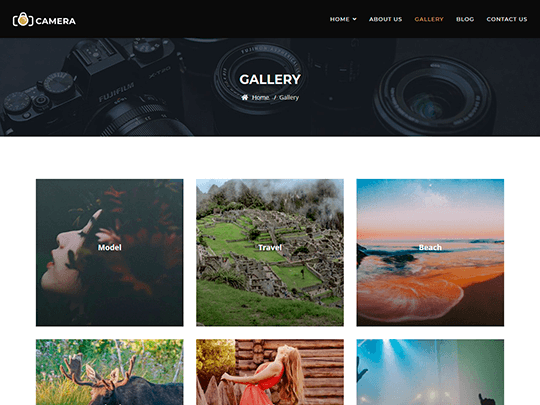 CAMERA
HOME ABOUT US GALLERY BLOG CONTACT US
FUJIFILM
GALLERY
Home / Gallery
Model
Travel
Beach